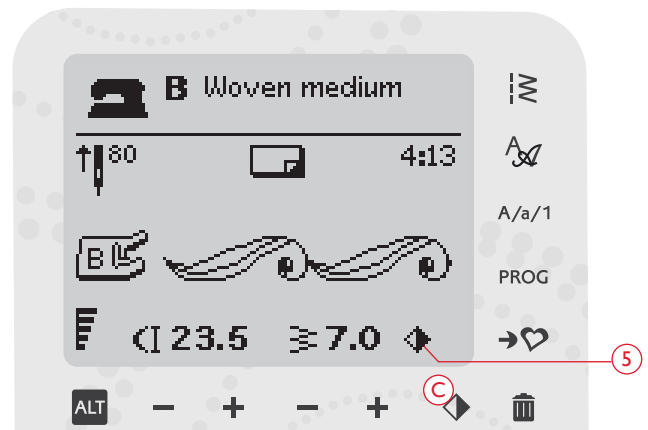 B Woven medium
80 4:13
A/a/1
B
PROG
23.5 7.0
5
C
ALT - + - +